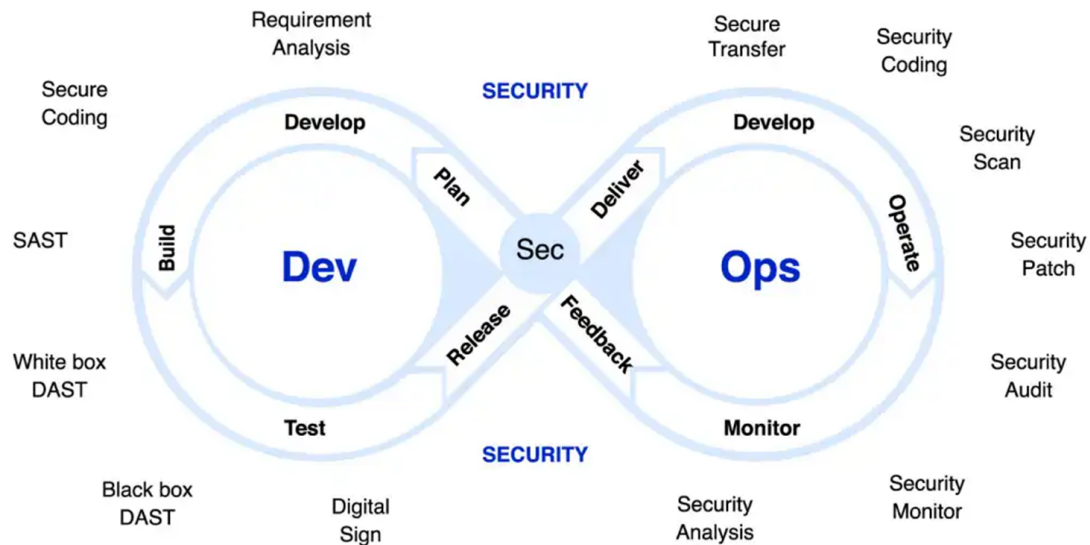 Requirement
Analysis
Secure
Transfer
Security
Coding
Secure
Coding
SECURITY
Develop
Develop
Security
Scan
Plan
Deliver
Build
Operate
SAST
Sec
Dev
Ops
Security
Patch
Release
Feedback
White box
DAST
Security
Audit
Test
Monitor
SECURITY
Black box
DAST
Digital
Sign
Security
Analysis
Security
Monitor